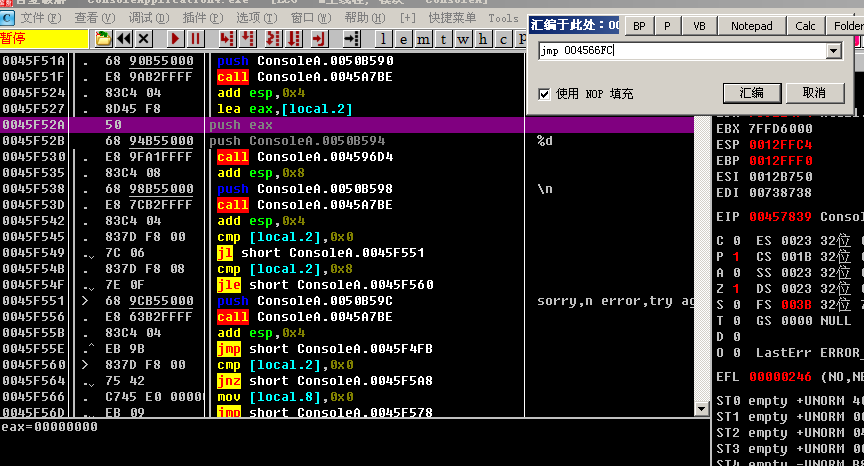 文件(F) 查看(V) 调试(D) 插件(P) 选项(T) 窗口(W) 帮助(H) [+] 快捷菜单 Tools
暂停
l e m t w h c P
汇编于此处:
BP P VB Notepad Calc Folder
jmp 004566FC
使用 NOP 填充
汇编 取消
0045F51A . 68 90B55000 push ConsoleA.0050B590
0045F51F . E8 9AB2FFFF call ConsoleA.0045A7BE
0045F524 . 83C4 04 add esp,0x4
0045F527 . 8D45 F8 lea eax,[local.2]
0045F52A 50 push eax
0045F52B 68 94B55000 push ConsoleA.0050B594 %d
0045F530 . E8 9FA1FFFF call ConsoleA.004596D4
0045F535 . 83C4 08 add esp,0x8
0045F538 . 68 98B55000 push ConsoleA.0050B598 \n
0045F53D . E8 7CB2FFFF call ConsoleA.0045A7BE
0045F542 . 83C4 04 add esp,0x4
0045F545 . 837D F8 00 cmp [local.2],0x0
0045F549 . 7C 06 jl short ConsoleA.0045F551
0045F54B . 837D F8 08 cmp [local.2],0x8
0045F54F . 7E 0F jle short ConsoleA.0045F560
0045F551 > 68 9CB55000 push ConsoleA.0050B59C sorry,n error,try ag
0045F556 . E8 63B2FFFF call ConsoleA.0045A7BE
0045F55B . 83C4 04 add esp,0x4
0045F55E .^ EB 9B jmp short ConsoleA.0045F4FB
0045F560 > 837D F8 00 cmp [local.2],0x0
0045F564 . 75 42 jnz short ConsoleA.0045F5A8
0045F566 . C745 E0 0000 mov [local.8],0x0
0045F56D . EB 09 jmp short ConsoleA.0045F578
eax=00000000
EBX 7FFD6000
ESP 0012FFC4
EBP 0012FFF0
ESI 0012B750
EDI 00738738
EIP 00457839 Consol
C 0 ES 0023 32位
P 1 CS 001B 32位
A 0 SS 0023 32位
Z 1 DS 0023 32位
S 0 FS 003B 32位
T 0 GS 0000 NULL
D 0
O 0 LastErr ERROR_
EFL 00000246 (NO,NB
ST0 empty +UNORM 40
ST1 empty +UNORM 00
ST2 empty +UNORM 04
ST3 empty +UNORM 00